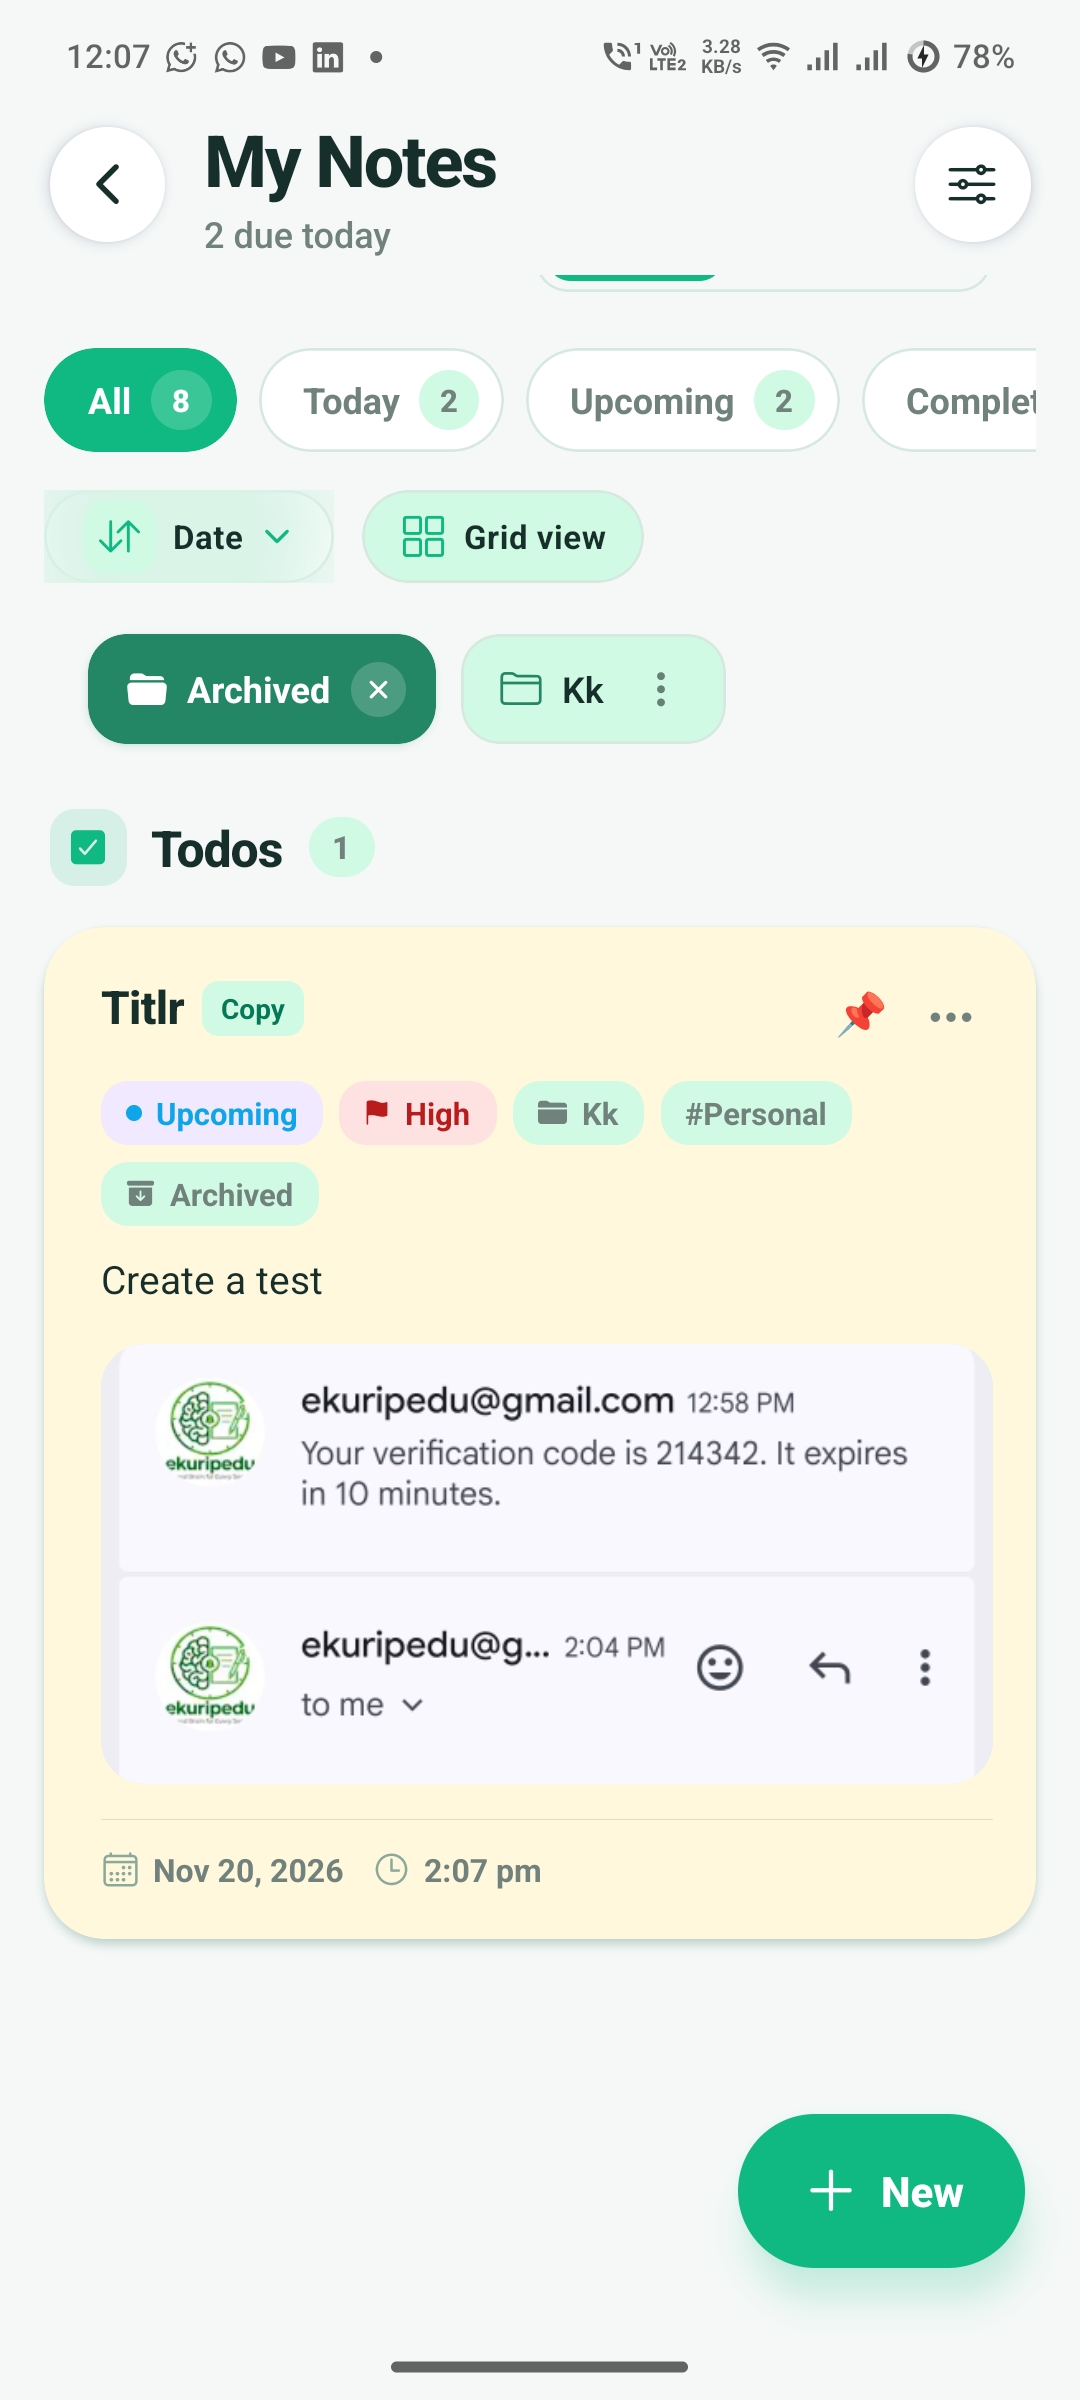 12:07
1 Vo) LTE2 3.28 KB/s 78%
My Notes
2 due today
All 8 Today 2 Upcoming 2 Complet
Date Grid view
Archived Kk
Todos 1
Titlr Copy
Upcoming High Kk #Personal
Archived
Create a test
ekuripedu@gmail.com 12:58 PM
Your verification code is 214342. It expires
in 10 minutes.
ekuripedu
ekuripedu@g... 2:04 PM
to me
ekuripedu
Nov 20, 2026 2:07 pm
New